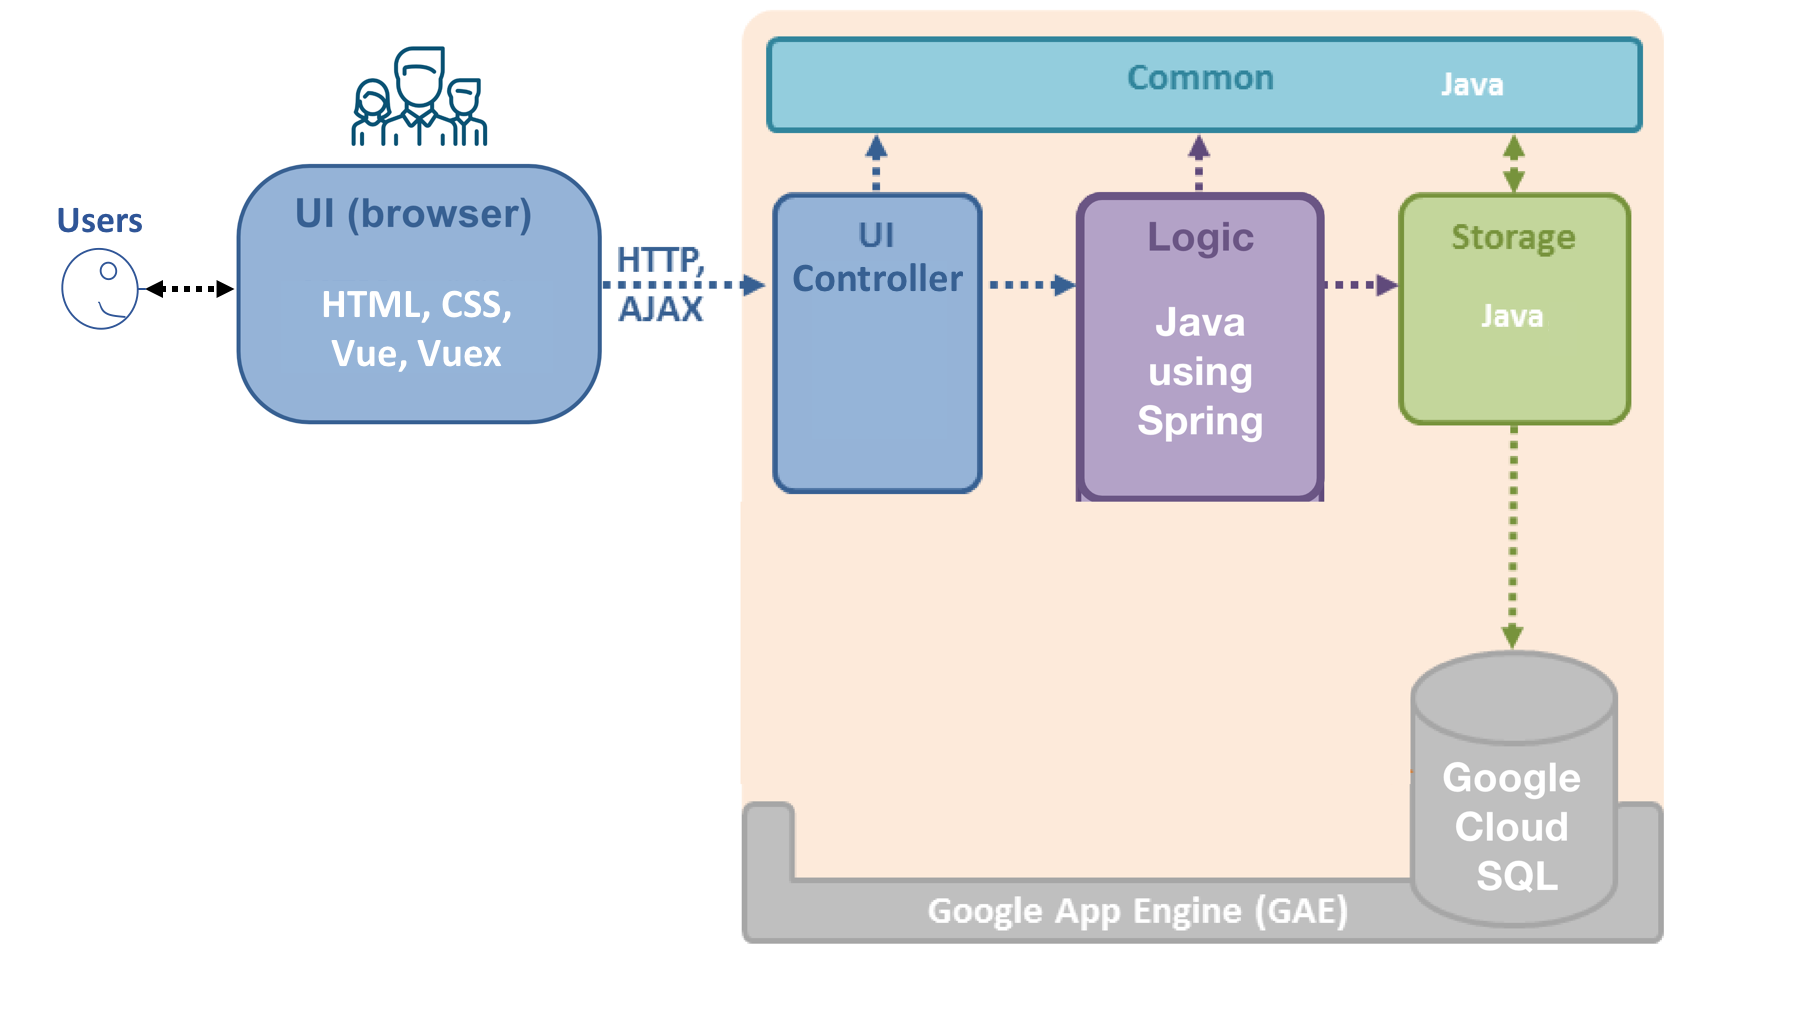 Users
UI (browser)
HTML, CSS,
Vue, Vuex
HTTP,
AJAX
Common
Java
UI
Controller
Logic
Java
using
Spring
Storage
Java
Google
Cloud
SQL
Google App Engine (GAE)